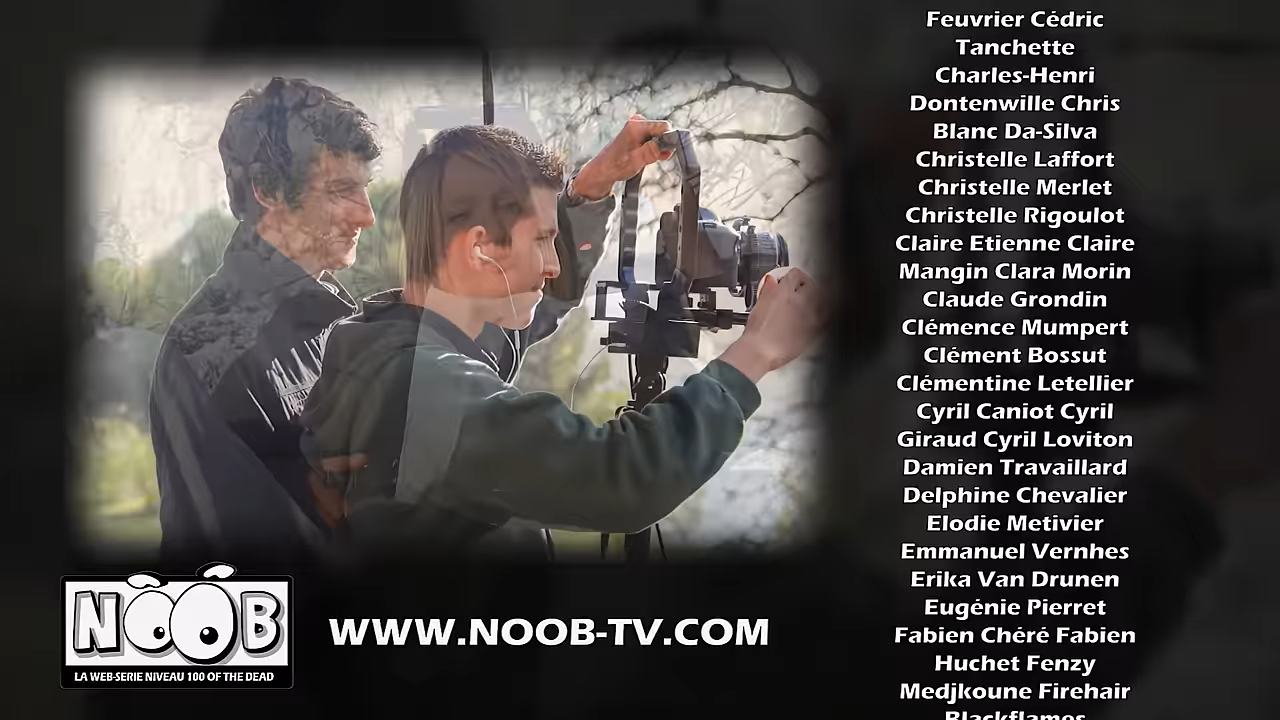 Feuvrier Cédric
Tanchette
Charles-Henri
Dontenwille Chris
Blanc Da-Silva
Christelle Laffort
Christelle Merlet
Christelle Rigoulot
Claire Etienne Claire
Mangin Clara Morin
Claude Grondin
Clémence Mumpert
Clément Bossut
Clémentine Letellier
Cyril Caniot Cyril
Giraud Cyril Loviton
Damien Travaillard
Delphine Chevalier
Elodie Metivier
Emmanuel Vernhes
Erika Van Drunen
Eugénie Pierret
Fabien Chéré Fabien
Huchet Fenzy
Medjkoune Firehair
Blackflames
NOOB
LA WEB-SERIE NIVEAU 100 OF THE DEAD
WWW.NOOB-TV.COM